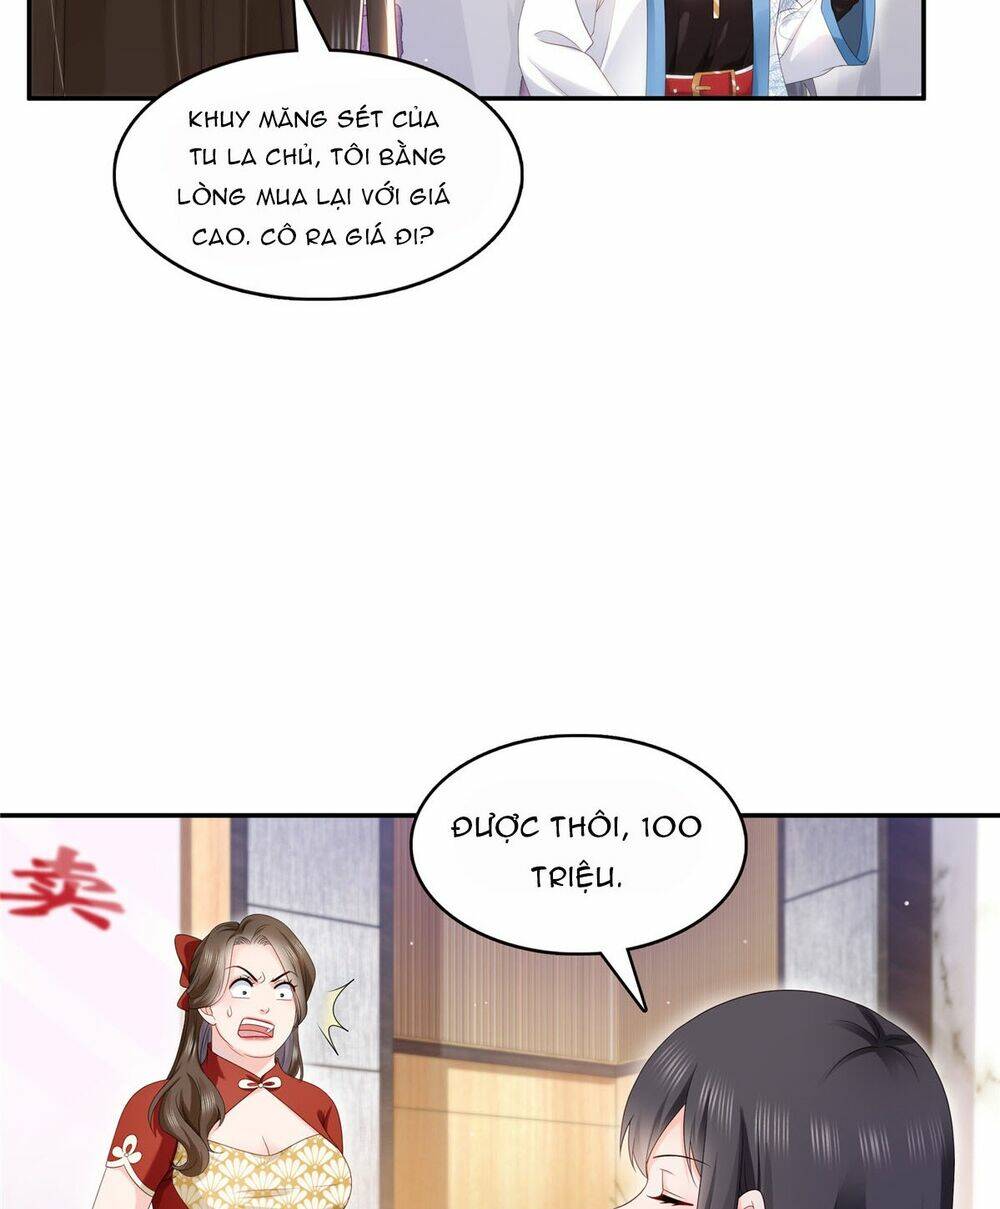 KHUY MĂNG SÉT CỦA
TU LA CHỦ, TÔI BẰNG
LÒNG MUA LẠI VỚI GIÁ
CAO. CÔ RA GIÁ ĐI?
ĐƯỢC THÔI, 100
TRIỆU.
卖